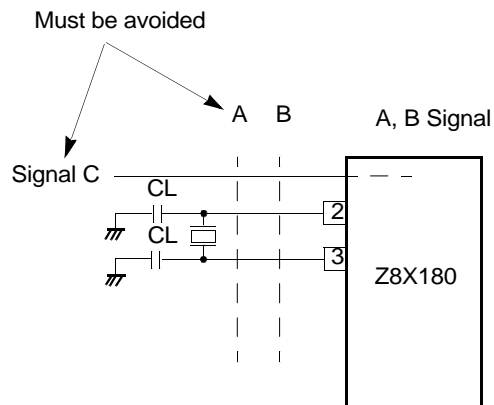 Must be avoided
A B A, B Signal
Signal C
CL
2
CL
3
Z8X180